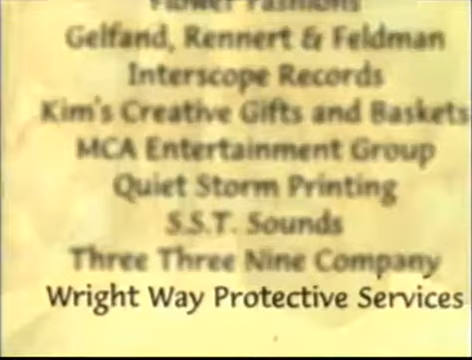 Flower Fashions
Gelfand, Rennert & Feldman
Interscope Records
Kim's Creative Gifts and Baskets
MCA Entertainment Group
Quiet Storm Printing
S.S.T. Sounds
Three Three Nine Company
Wright Way Protective Services